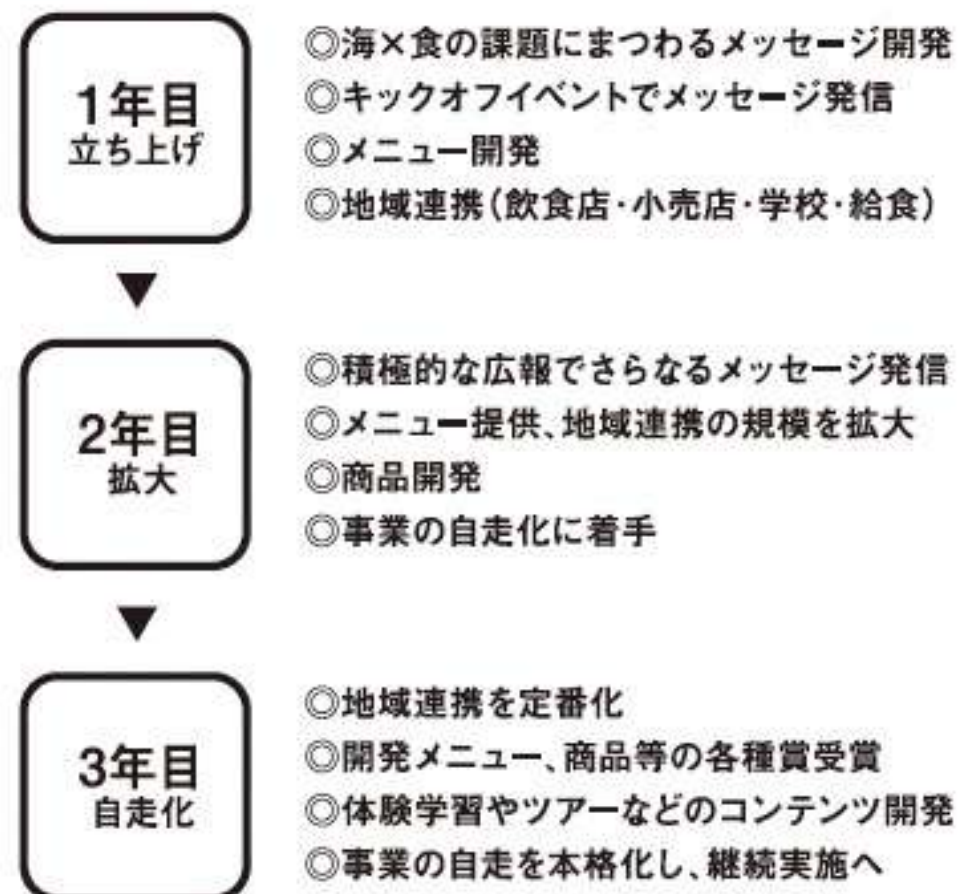 1年目
立ち上げ
◎海×食の課題にまつわるメッセージ開発
◎キックオフイベントでメッセージ発信
◎メニュー開発
◎地域連携(飲食店·小売店·学校·給食)
▼
2年目
拡大
◎積極的な広報でさらなるメッセージ発信
◎メニュー提供、地域連携の規模を拡大
◎商品開発
◎事業の自走化に着手
▼
3年目
自走化
◎地域連携を定番化
◎開発メニュー、商品等の各種賞受賞
◎体験学習やツアーなどのコンテンツ開発
◎事業の自走を本格化し、継続実施へ